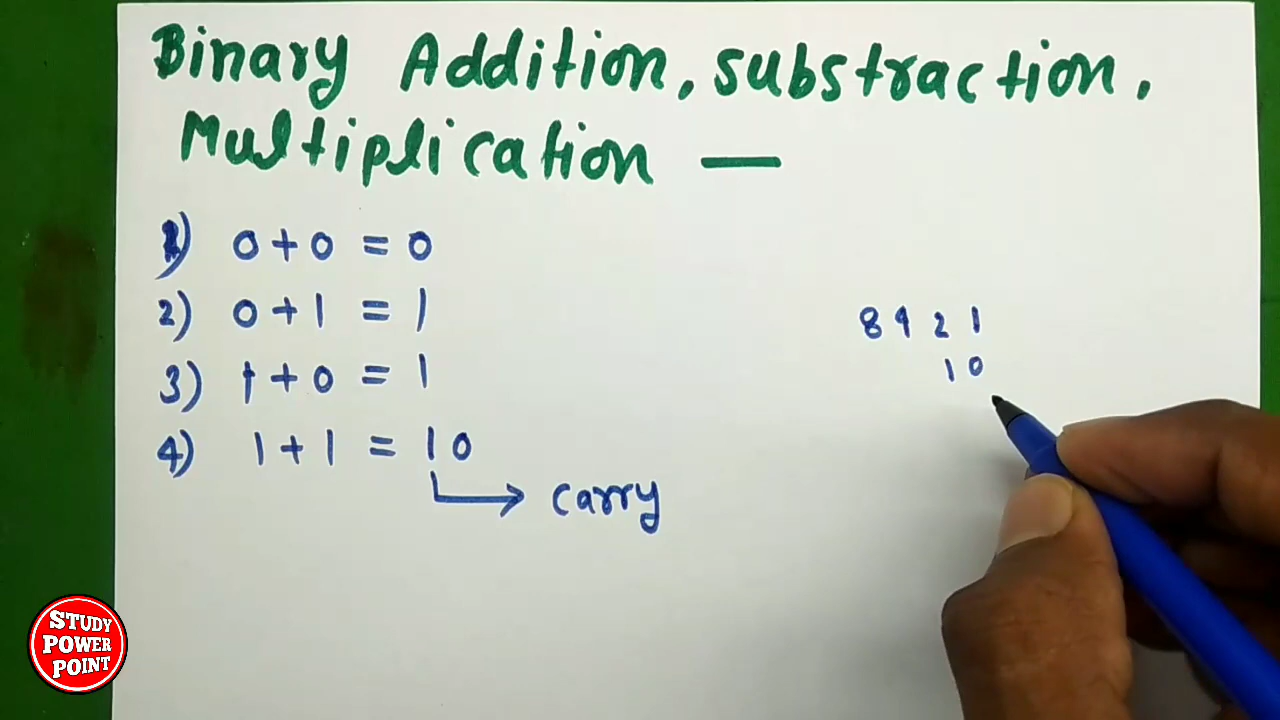 Binary Addition, substraction,
Multiplication —
1) 0 + 0 = 0
2) 0 + 1 = 1
3) 1 + 0 = 1
4) 1 + 1 = 10
carry
8 4 2 1
1 0
STUDY
POWER
POINT